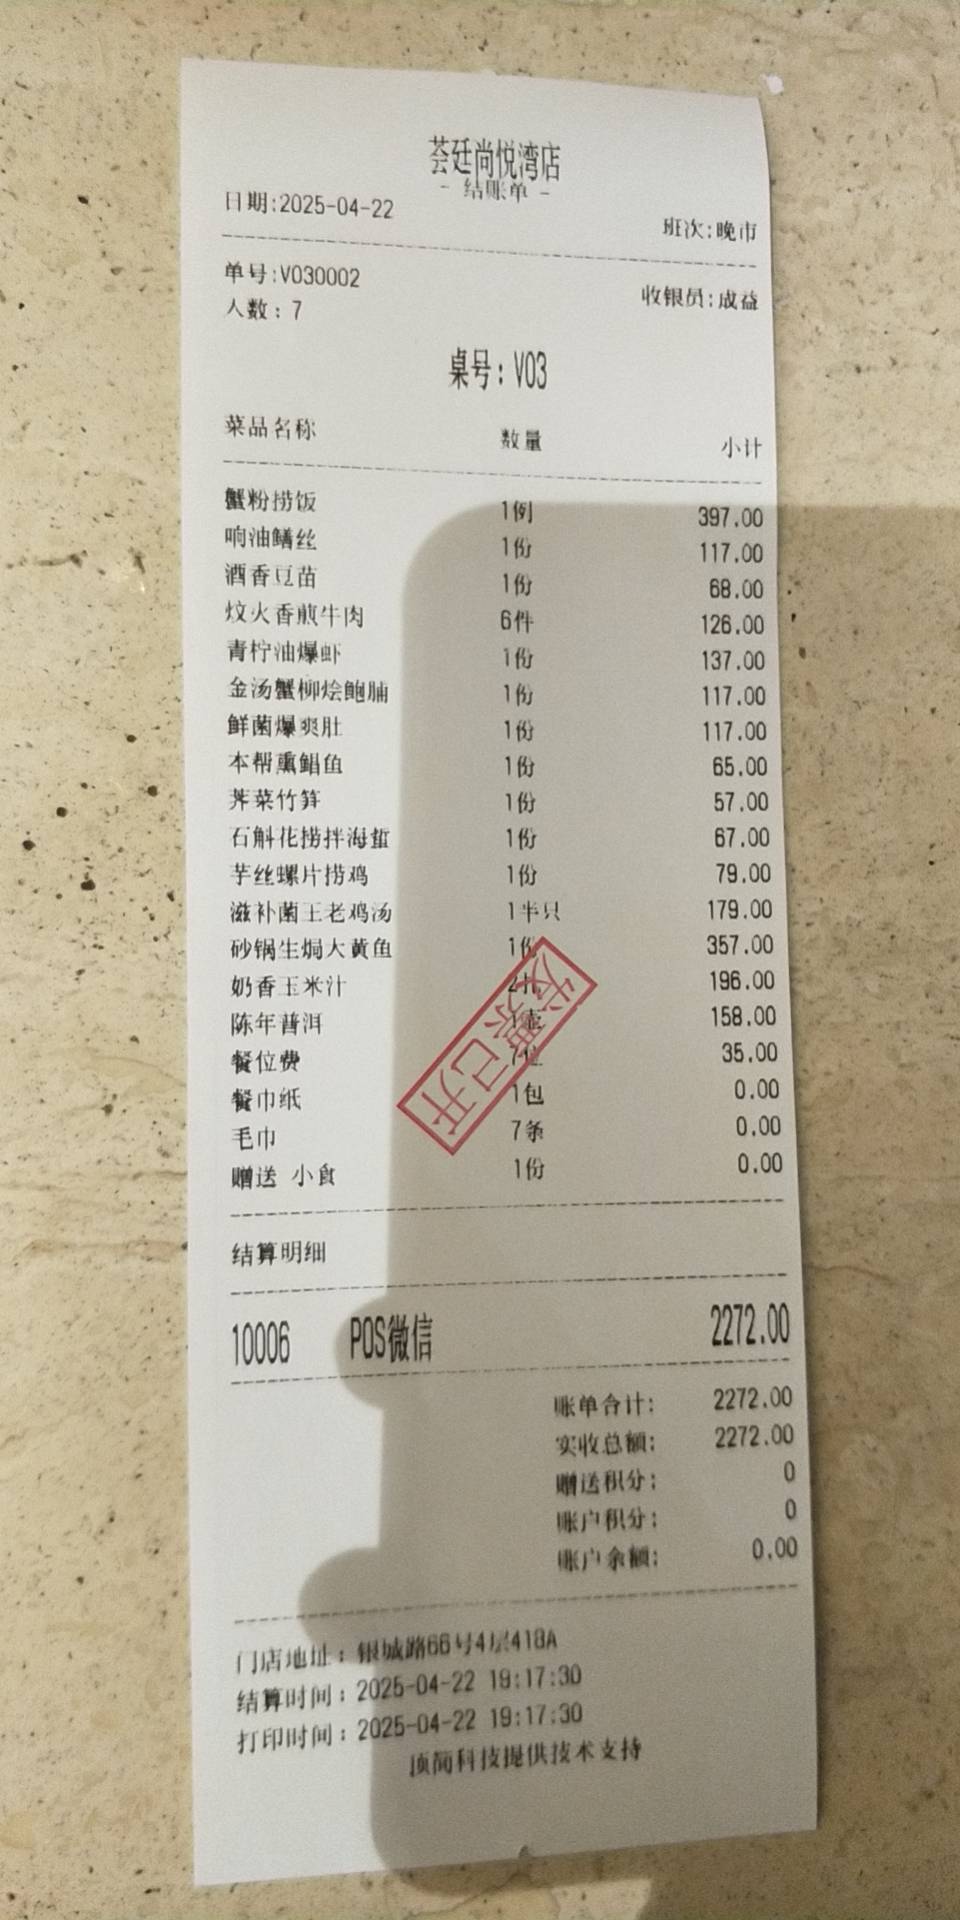 荟廷尚悦湾店
- 结账单 -
日期:2025-04-22 班次:晚市
单号:V030002 收银员:成益
人数: 7
桌号: V03
菜品名称 数量 小计
蟹粉捞饭 1例 397.00
响油鳝丝 1份 117.00
酒香豆苗 1份 68.00
炆火香煎牛肉 6件 126.00
青柠油爆虾 1份 137.00
金汤蟹柳烩鲍脯 1份 117.00
鲜菌爆爽肚 1份 117.00
本帮熏鲳鱼 1份 65.00
荠菜竹笋 1份 57.00
石斛花捞拌海蜇 1份 67.00
芋丝螺片捞鸡 1份 79.00
滋补菌王老鸡汤 1半只 179.00
砂锅生焗大黄鱼 1份 357.00
奶香玉米汁 196.00
陈年普洱 1壶 158.00
餐位费 7位 35.00
餐巾纸 1包 0.00
毛巾 7条 0.00
赠送 小食 1份 0.00
发票已开
结算明细
10006 POS微信 2272.00
账单合计: 2272.00
实收总额: 2272.00
赠送积分: 0
账户积分: 0
账户余额: 0.00
门店地址: 银城路66号4层418A
结算时间: 2025-04-22 19:17:30
打印时间: 2025-04-22 19:17:30
顶简科技提供技术支持